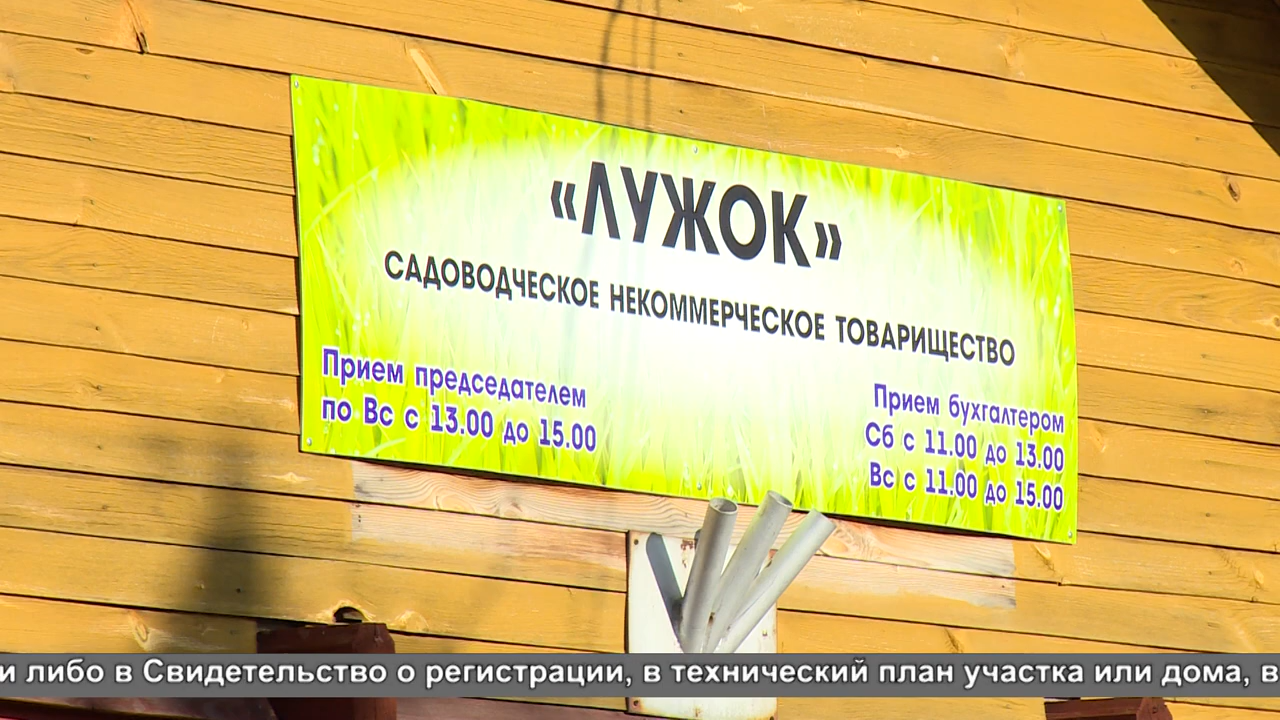 «ЛУЖОК»
САДОВОДЧЕСКОЕ НЕКОММЕРЧЕСКОЕ ТОВАРИЩЕСТВО
Прием председателем
по Вс с 13.00 до 15.00
Прием бухгалтером
Сб с 11.00 до 13.00
Вс с 11.00 до 15.00
и либо в Свидетельство о регистрации, в технический план участка или дома, в